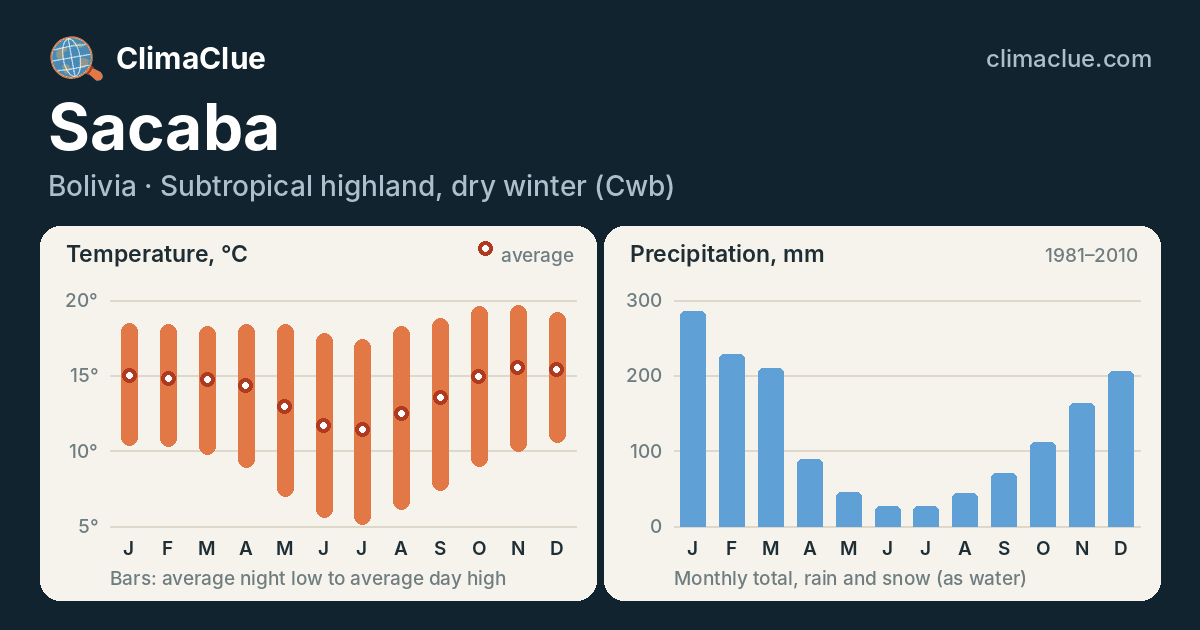 ClimaClue
climaclue.com
Sacaba
Bolivia · Subtropical highland, dry winter (Cwb)
Temperature, °C
average
20°
15°
10°
5°
J F M A M J J A S O N D
Bars: average night low to average day high
Precipitation, mm
1981–2010
300
200
100
0
J F M A M J J A S O N D
Monthly total, rain and snow (as water)